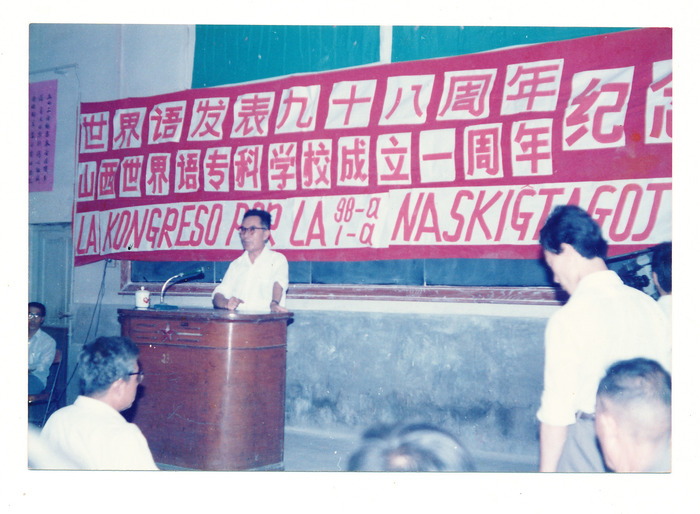 世界语发表九十八周年
山西世界语专科学校成立一周年
纪念
LA KONGRESO POR LA 98-a 1-a NASKIĜTAGOJ